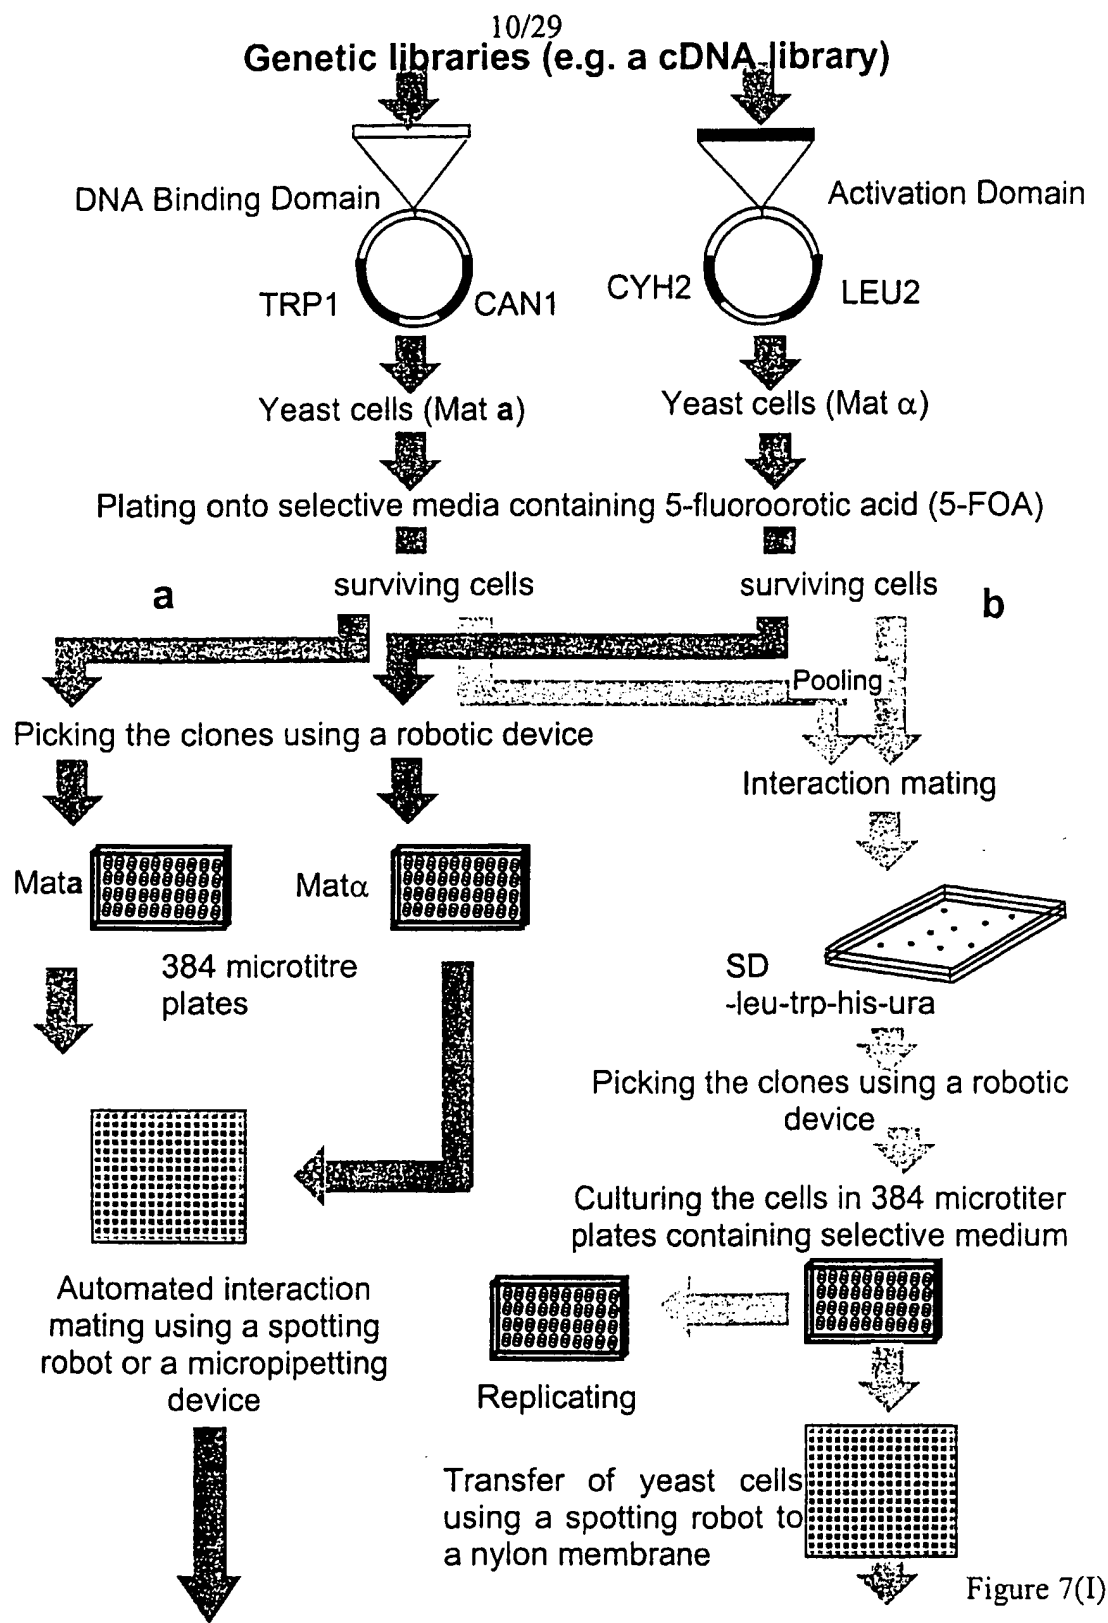 10/29
Genetic libraries (e.g. a cDNA library)
DNA Binding Domain
Activation Domain
TRP1
CAN1
CYH2
LEU2
Yeast cells (Mat a)
Yeast cells (Mat α)
Plating onto selective media containing 5-fluoroorotic acid (5-FOA)
surviving cells
surviving cells
a
b
Pooling
Picking the clones using a robotic device
Interaction mating
Mata
Matα
384 microtitre
plates
SD
-leu-trp-his-ura
Picking the clones using a robotic
device
Culturing the cells in 384 microtiter
plates containing selective medium
Automated interaction
mating using a spotting
robot or a micropipetting
device
Replicating
Transfer of yeast cells
using a spotting robot to
a nylon membrane
Figure 7(I)